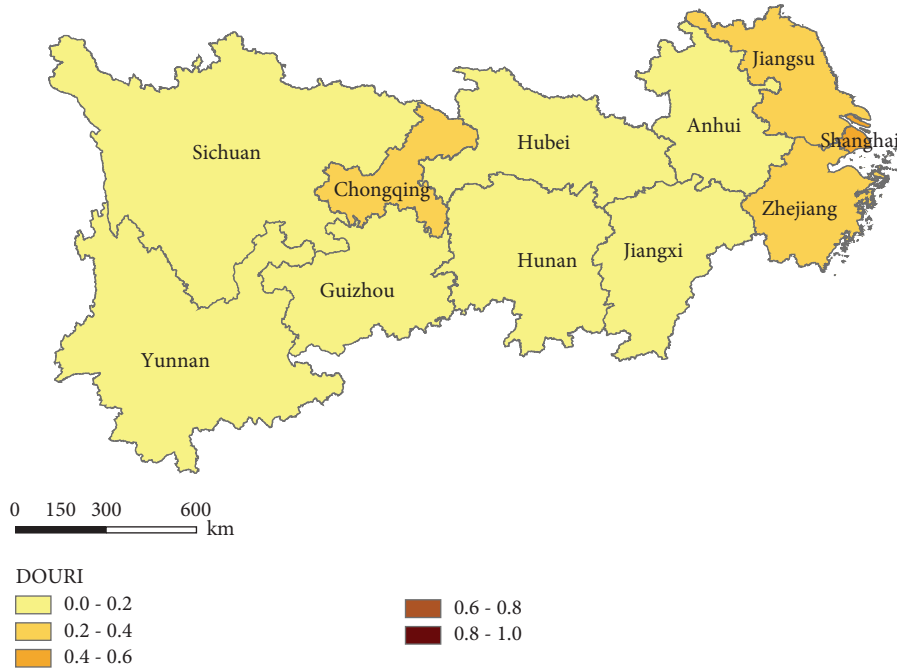 Jiangsu
Anhui
Shanghai
Hubei
Sichuan
Chongqing
Zhejiang
Hunan
Jiangxi
Guizhou
Yunnan
0 150 300 600
km
DOURI
0.0 - 0.2
0.2 - 0.4
0.4 - 0.6
0.6 - 0.8
0.8 - 1.0